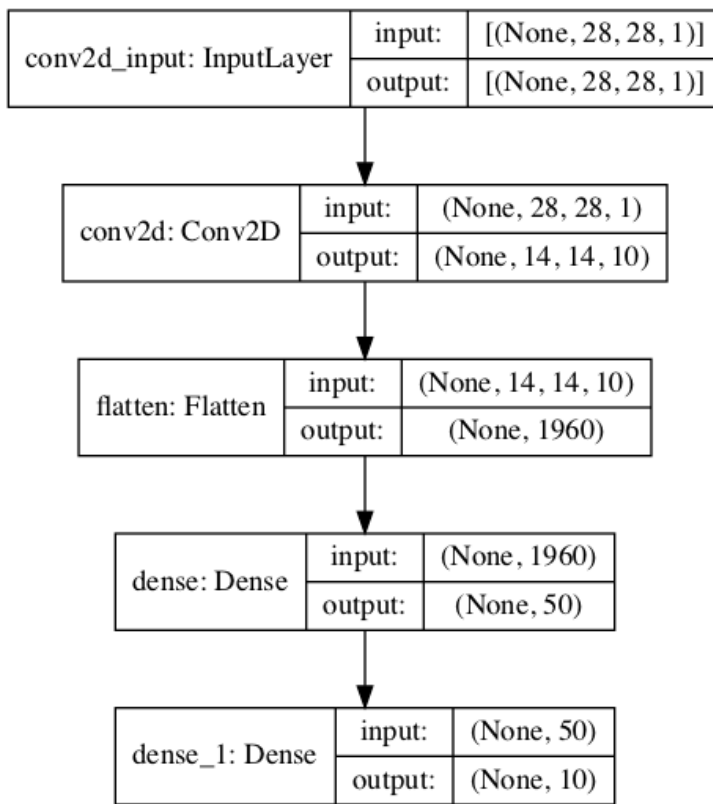 conv2d_input: InputLayer
input: [(None, 28, 28, 1)]
output: [(None, 28, 28, 1)]
conv2d: Conv2D
input: (None, 28, 28, 1)
output: (None, 14, 14, 10)
flatten: Flatten
input: (None, 14, 14, 10)
output: (None, 1960)
dense: Dense
input: (None, 1960)
output: (None, 50)
dense_1: Dense
input: (None, 50)
output: (None, 10)